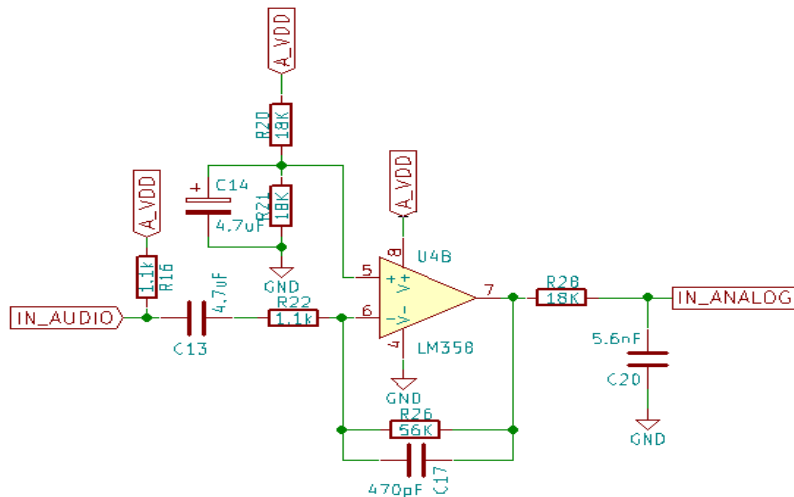 A_VDD
R20
18K
A_VDD
A_VDD
C14
4.7uF
R21
18K
GND
R16
1.1k
IN_AUDIO
4.7uF
C13
R22
1.1k
5
6
8
V+
V-
4
7
U4B
LM358
GND
R28
18K
IN_ANALOG
5.6nF
C20
GND
R26
56K
470pF
C17